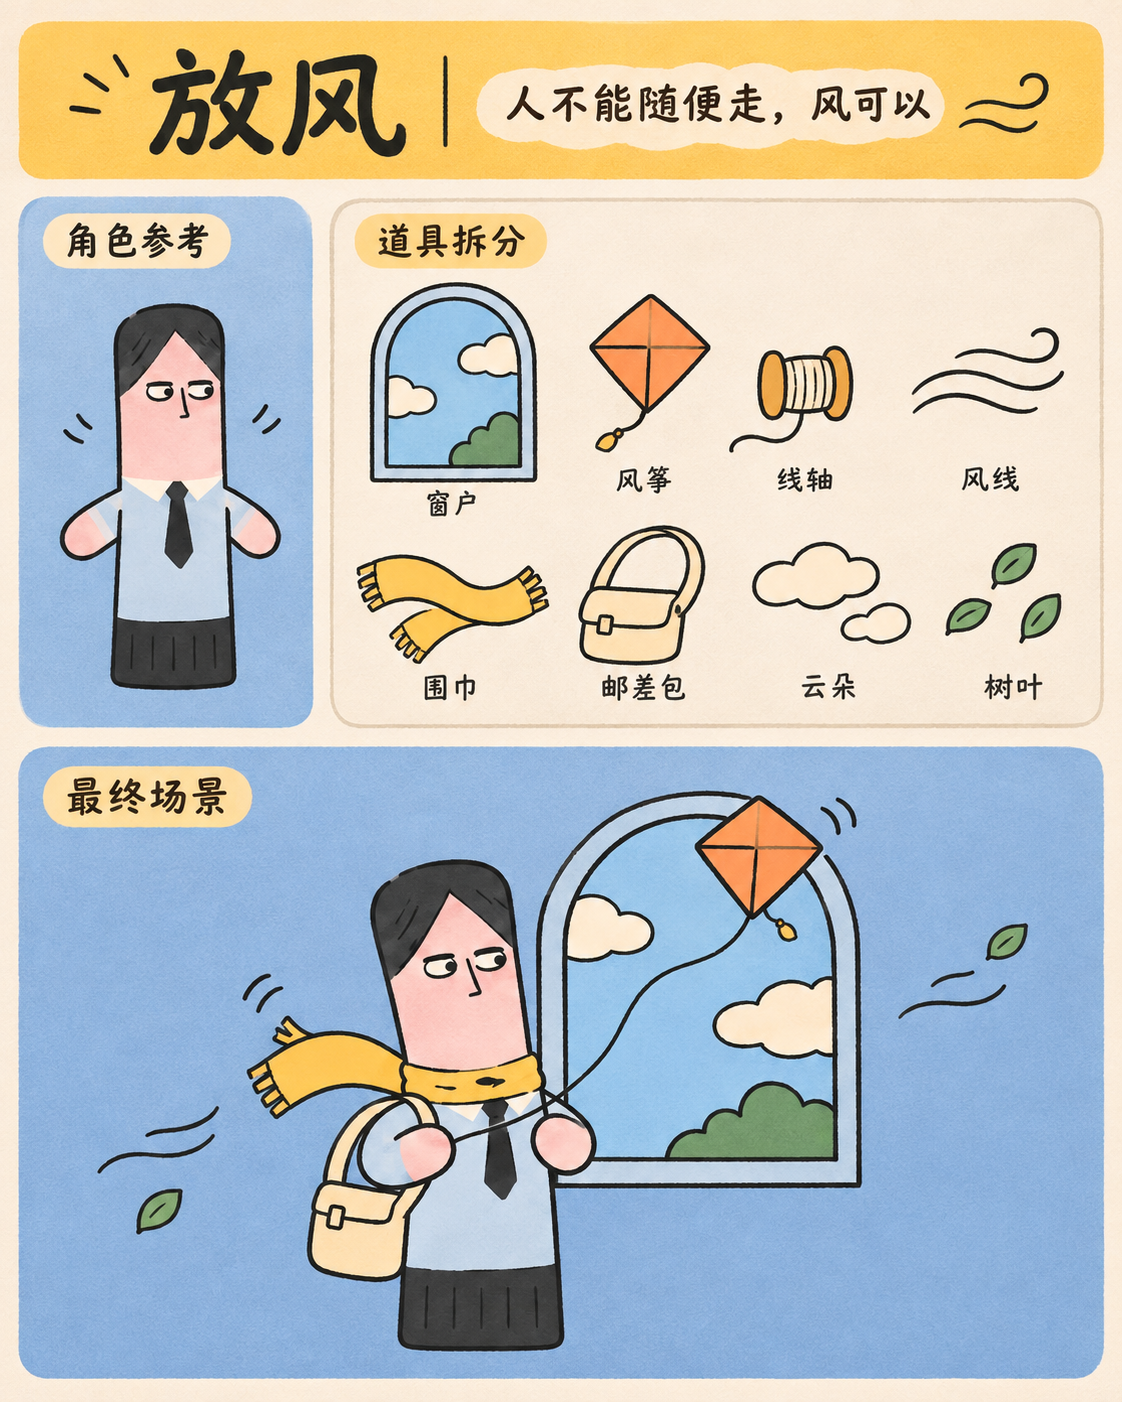 放风
人不能随便走，风可以
角色参考
道具拆分
窗户
风筝
线轴
风线
围巾
邮差包
云朵
树叶
最终场景